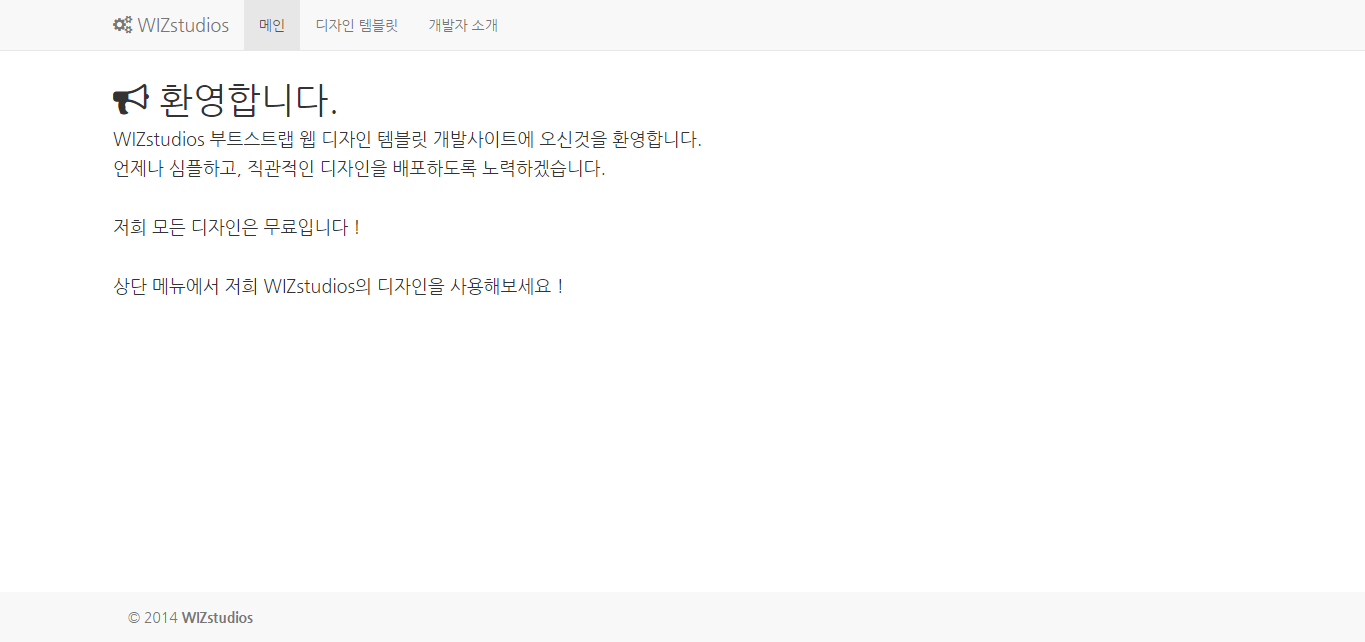 WIZstudios 메인 디자인 템블릿 개발자 소개
환영합니다.
WIZstudios 부트스트랩 웹 디자인 템블릿 개발사이트에 오신것을 환영합니다.
언제나 심플하고, 직관적인 디자인을 배포하도록 노력하겠습니다.
저희 모든 디자인은 무료입니다 !
상단 메뉴에서 저희 WIZstudios의 디자인을 사용해보세요 !
© 2014 WIZstudios